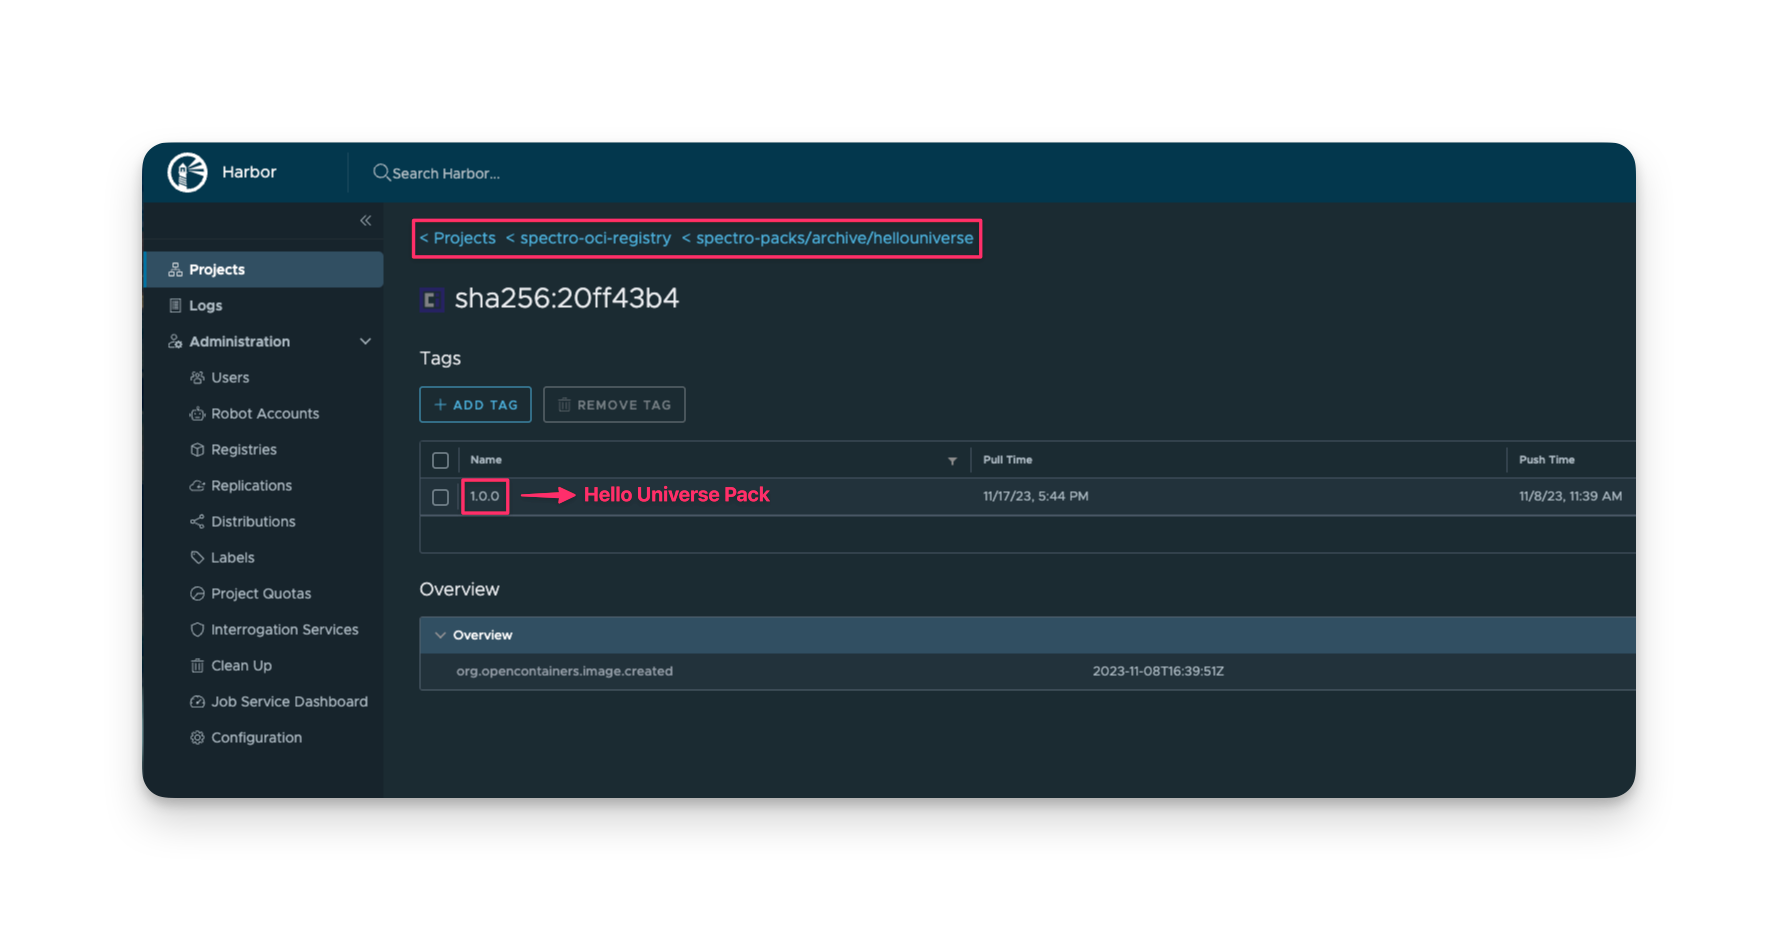 Harbor
Search Harbor...
< Projects < spectro-oci-registry < spectro-packs/archive/hellouniverse
Projects
Logs
Administration
Users
Robot Accounts
Registries
Replications
Distributions
Labels
Project Quotas
Interrogation Services
Clean Up
Job Service Dashboard
Configuration
sha256:20ff43b4
Tags
+ ADD TAG REMOVE TAG
Name Pull Time Push Time
1.0.0 Hello Universe Pack 11/17/23, 5:44 PM 11/8/23, 11:39 AM
Overview
Overview
org.opencontainers.image.created 2023-11-08T16:39:51Z